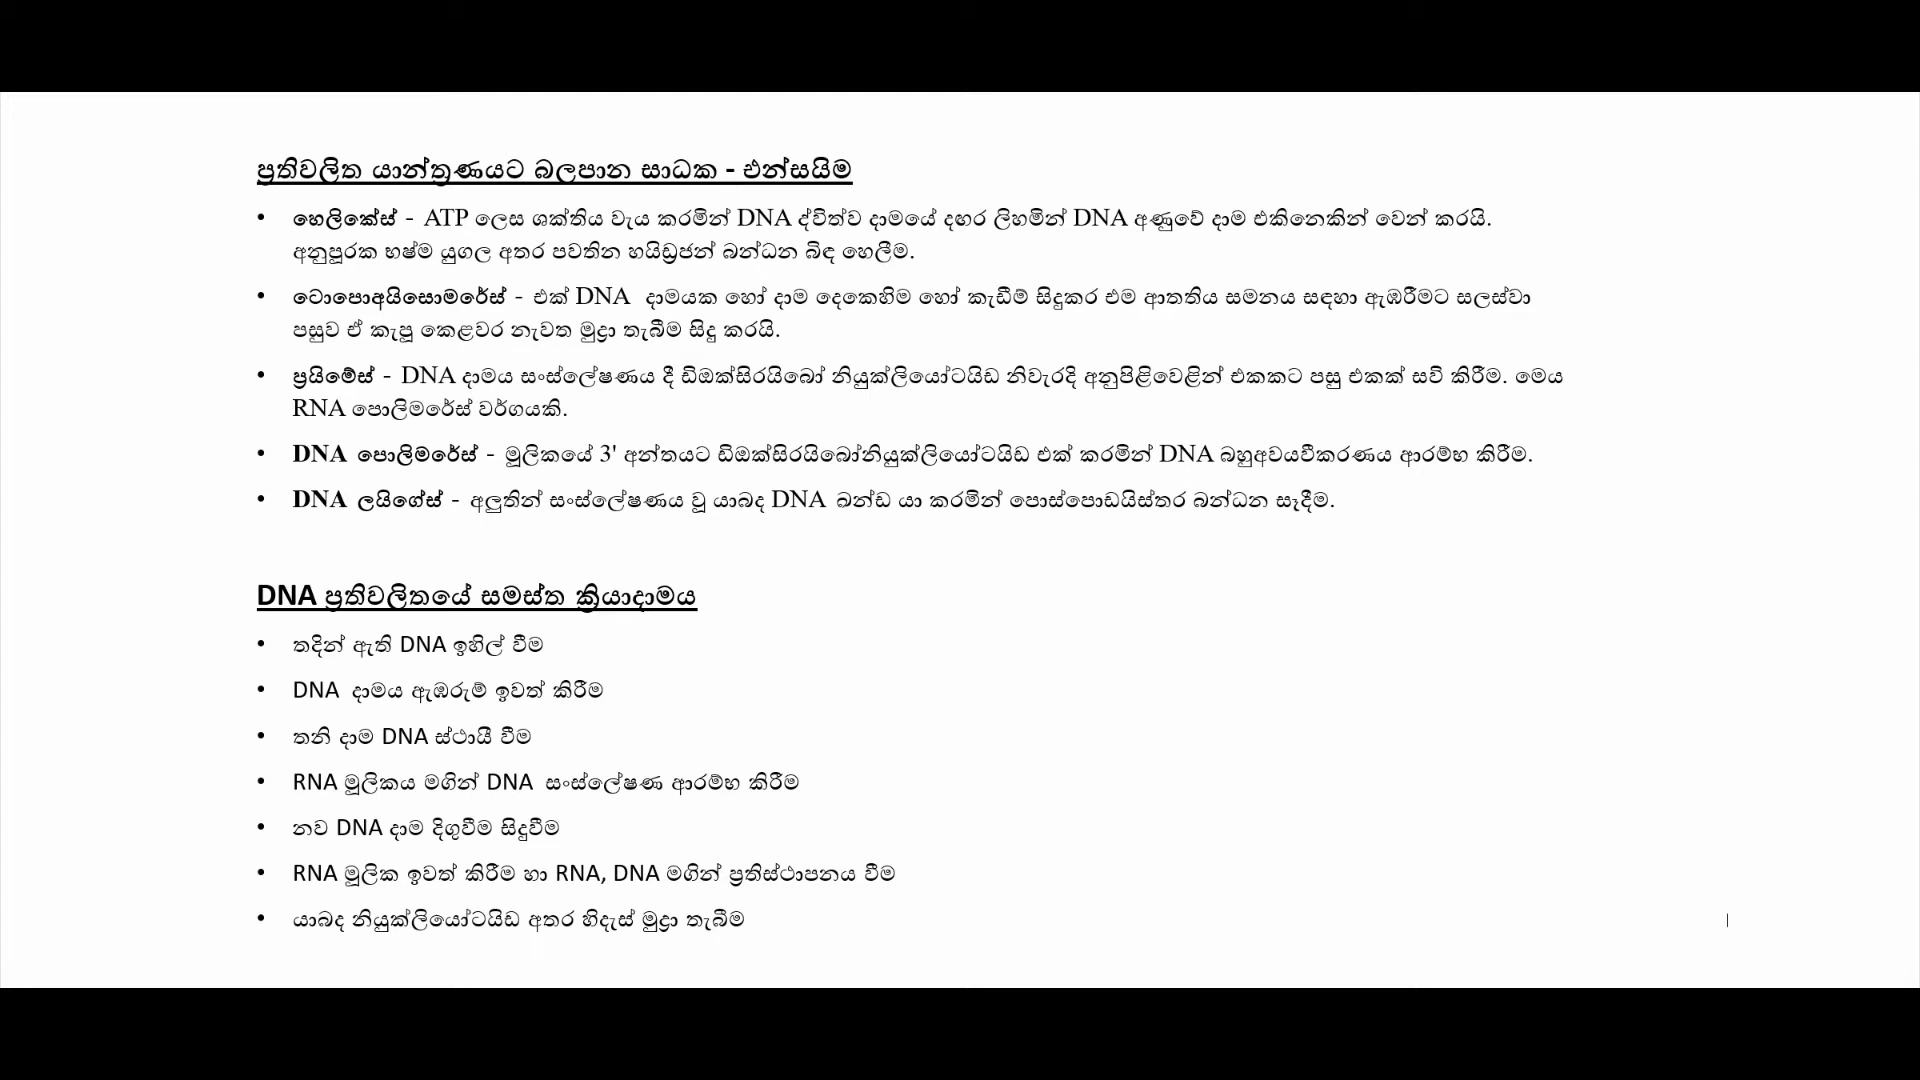 ප්‍රතිවලිත යාන්ත්‍රණයට බලපාන සාධක - එන්සයිම
• හෙලිකේස් - ATP ලෙස ශක්තිය වැය කරමින් DNA ද්විත්ව දාමයේ දඟර ලිහමින් DNA අණුවේ දාම එකිනෙකින් වෙන් කරයි.
අනුපූරක භෂ්ම යුගල අතර පවතින හයිඩ්‍රජන් බන්ධන බිඳ හෙලීම.
• ටොපොඅයිසොමරේස් - එක් DNA දාමයක හෝ දාම දෙකෙහිම හෝ කැඩීම් සිදුකර එම ආතතිය සමනය සඳහා ඇඹරීමට සලස්වා
පසුව ඒ කැපූ කෙළවර නැවත මුද්‍රා තැබීම සිදු කරයි.
• ප්‍රයිමේස් - DNA දාමය සංස්ලේෂණය දී ඩිඔක්සිරයිබෝ නියුක්ලියෝටයිඩ නිවැරදි අනුපිළිවෙළින් එකකට පසු එකක් සවි කිරීම. මෙය
RNA පොලිමරේස් වර්ගයකි.
• DNA පොලිමරේස් - මූලිකයේ 3' අන්තයට ඩිඔක්සිරයිබෝනියුක්ලියෝටයිඩ එක් කරමින් DNA බහුඅවයවීකරණය ආරම්භ කිරීම.
• DNA ලයිගේස් - අලුතින් සංස්ලේෂණය වූ යාබද DNA ඛන්ඩ යා කරමින් පොස්පොඩයිස්තර බන්ධන සෑදීම.
DNA ප්‍රතිවලිතයේ සමස්ත ක්‍රියාදාමය
• තදින් ඇති DNA ඉහිල් වීම
• DNA දාමය ඇඹරුම් ඉවත් කිරීම
• තනි දාම DNA ස්ථායී වීම
• RNA මූලිකය මගින් DNA සංස්ලේෂණ ආරම්භ කිරීම
• නව DNA දාම දිගුවීම සිදුවීම
• RNA මූලික ඉවත් කිරීම හා RNA, DNA මගින් ප්‍රතිස්ථාපනය වීම
• යාබද නියුක්ලියෝටයිඩ අතර හිදැස් මුද්‍රා තැබීම